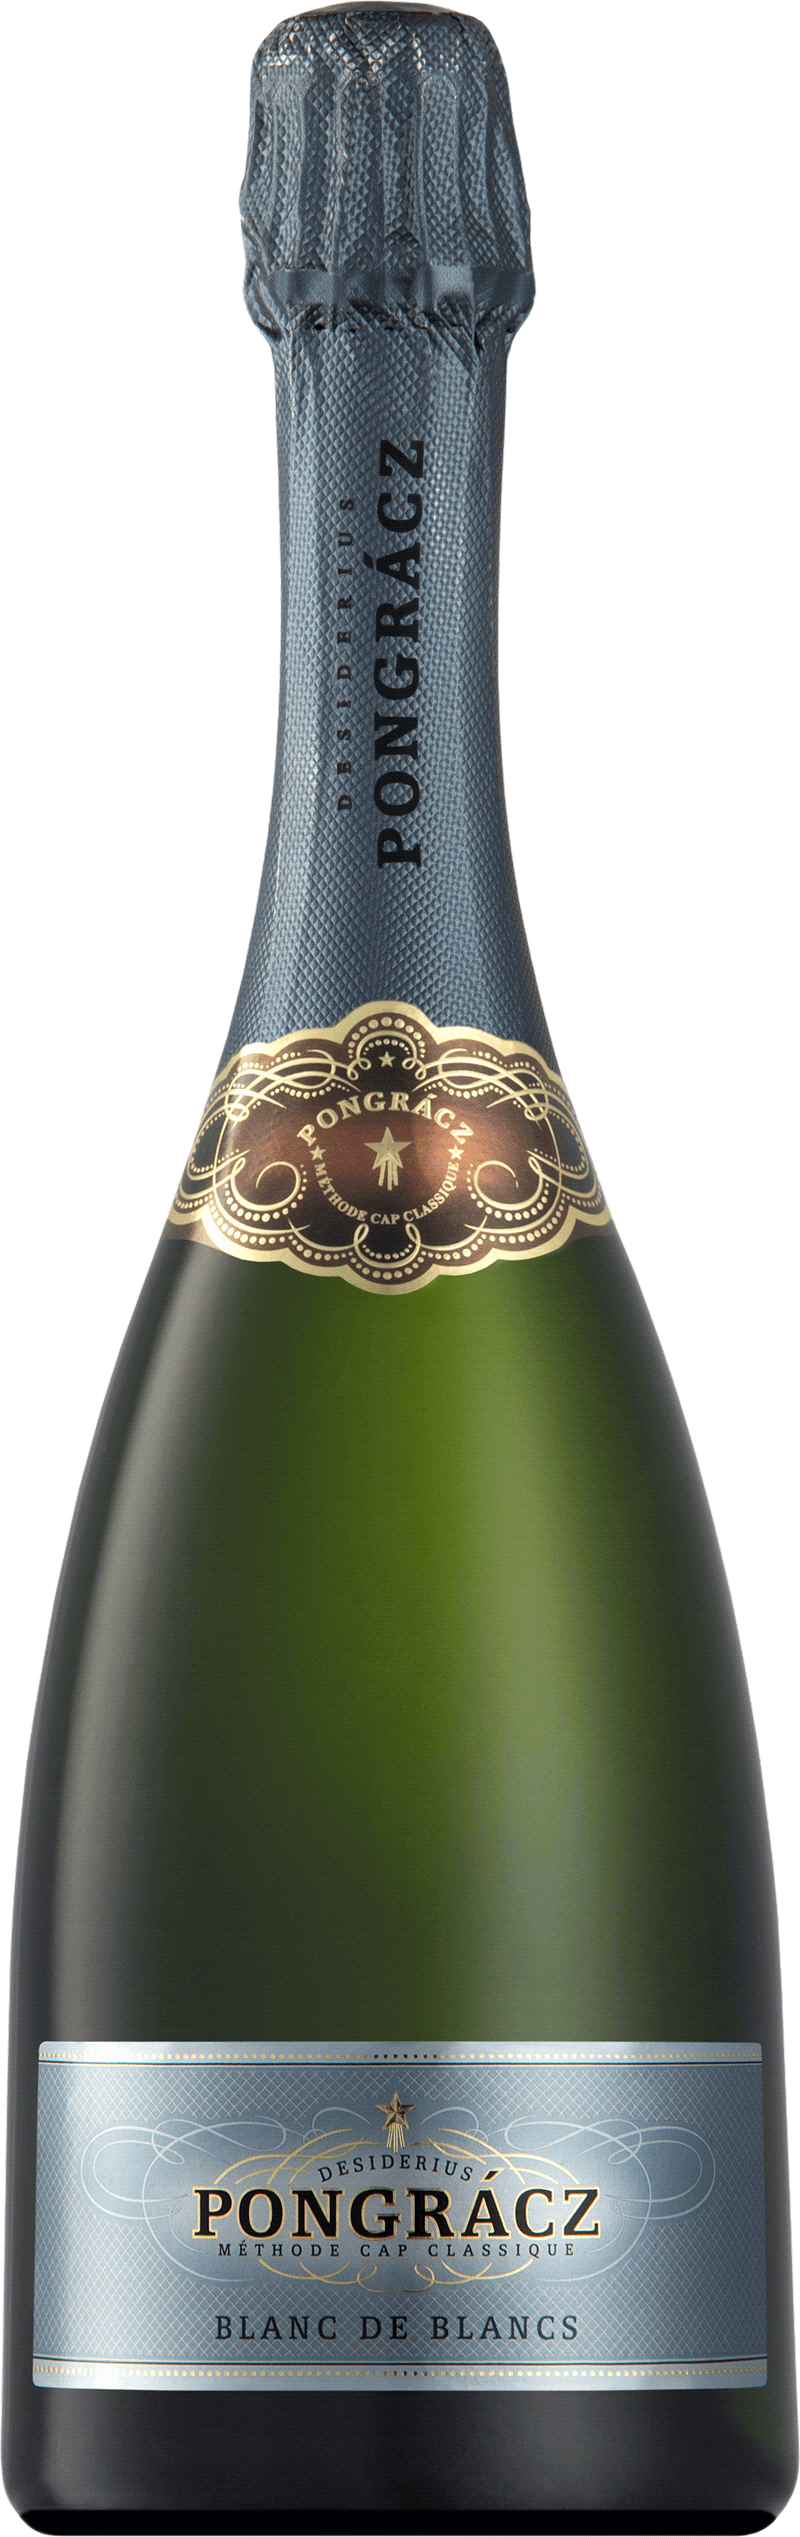 DESIDERIUS
PONGRÁCZ
PONGRÁCZ
MÉTHODE CAP CLASSIQUE
DESIDERIUS
PONGRÁCZ
MÉTHODE CAP CLASSIQUE
BLANC DE BLANCS